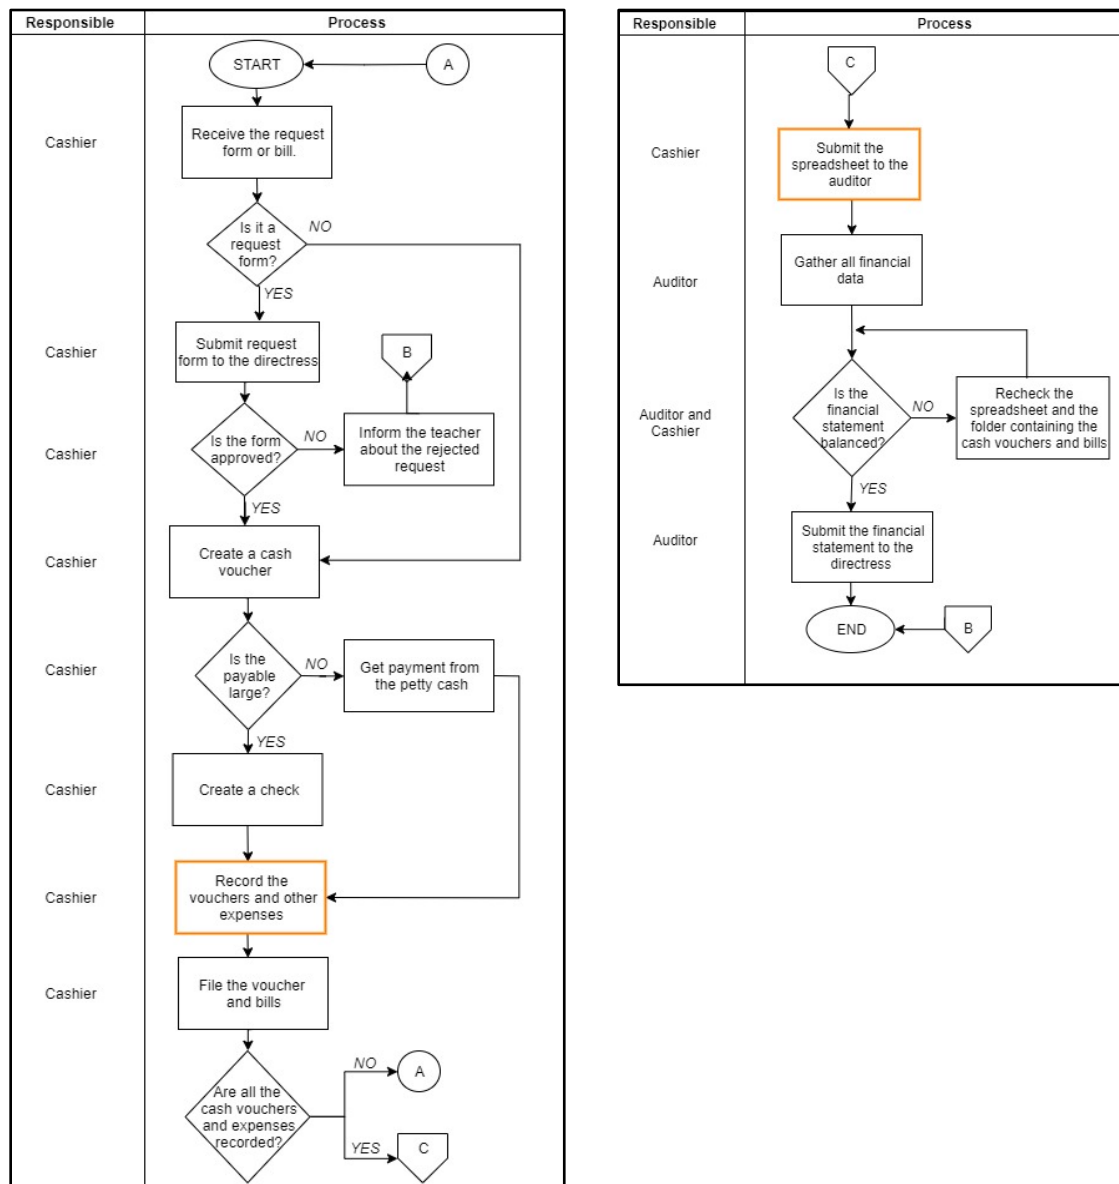 Responsible
Process
START
A
Cashier
Receive the request
form or bill.
Is it a
request
form?
NO
YES
Cashier
Submit request
form to the directress
B
Cashier
Is the form
approved?
NO
Inform the teacher
about the rejected
request
YES
Cashier
Create a cash
voucher
Cashier
Is the
payable
large?
NO
Get payment from
the petty cash
YES
Cashier
Create a check
Cashier
Record the
vouchers and other
expenses
Cashier
File the voucher
and bills
Are all the
cash vouchers
and expenses
recorded?
NO
A
YES
C
Responsible
Process
C
Cashier
Submit the
spreadsheet to the
auditor
Auditor
Gather all financial
data
Auditor and
Cashier
Is the
financial
statement
balanced?
NO
Recheck the
spreadsheet and the
folder containing the
cash vouchers and bills
YES
Auditor
Submit the financial
statement to the
directress
END
B